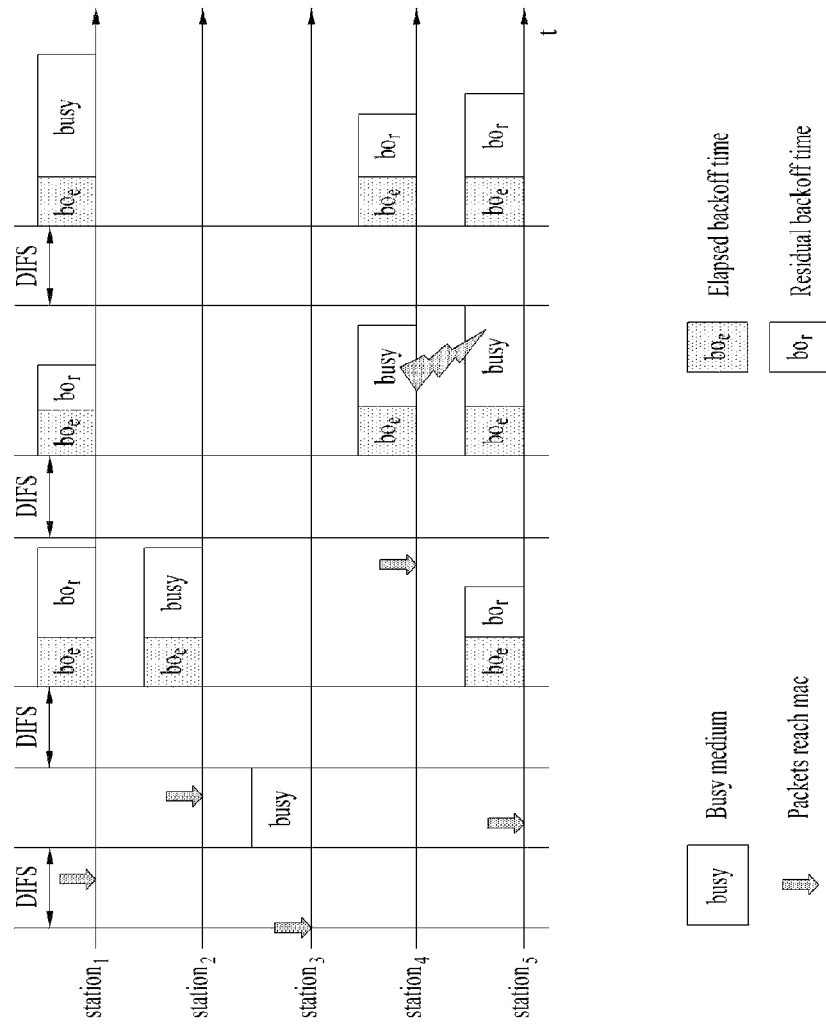 DIFS
DIFS
DIFS
DIFS
station1
bo_e
bo_r
bo_e
bo_r
bo_e
busy
station2
bo_e
busy
station3
busy
station4
bo_e
busy
bo_e
bo_r
station5
bo_e
bo_r
bo_e
busy
bo_e
bo_r
t
busy
Busy medium
bo_e
Elapsed backoff time
Packets reach mac
bo_r
Residual backoff time